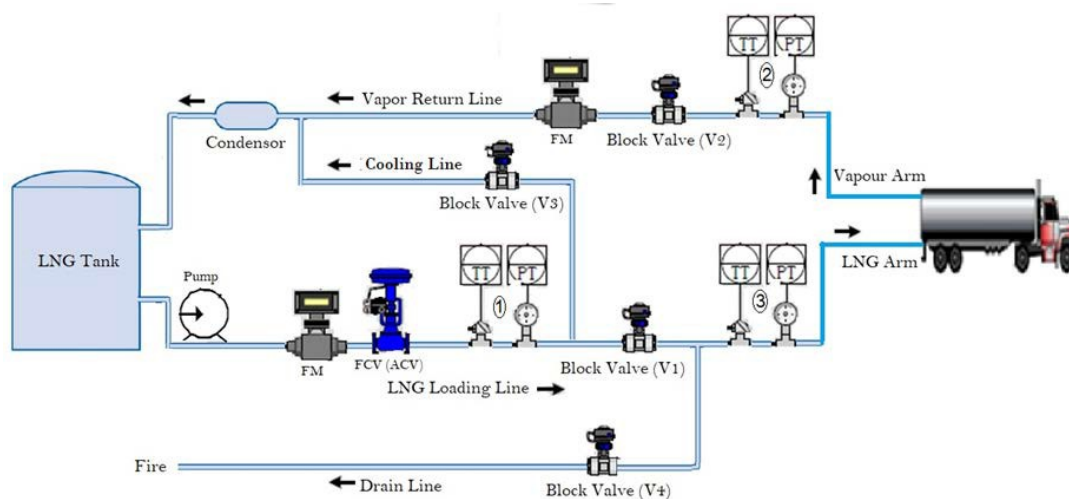 TT
PT
②
Vapor Return Line
FM
Block Valve (V2)
Condensor
Cooling Line
Block Valve (V3)
Vapour Arm
LNG Arm
LNG Tank
Pump
TT
PT
①
TT
PT
③
FM
FCV (ACV)
LNG Loading Line
Block Valve (V1)
Fire
Drain Line
Block Valve (V4)